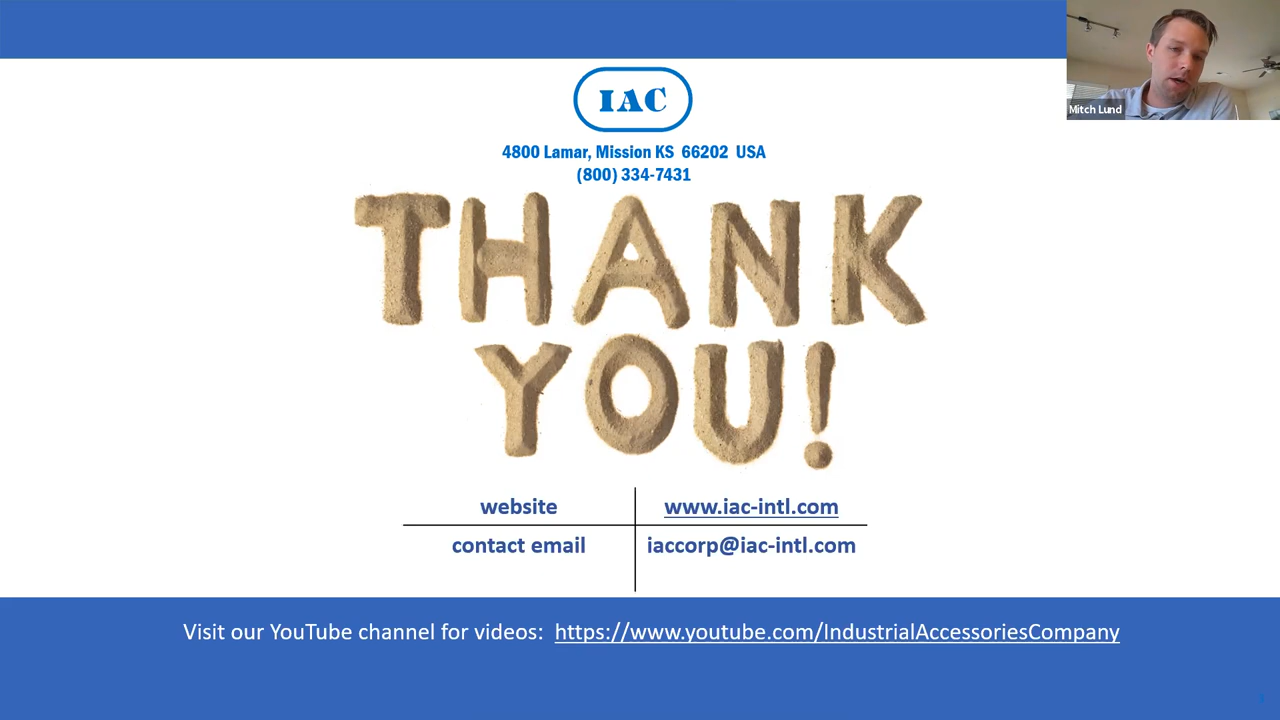 IAC
Mitch Lund
4800 Lamar, Mission KS 66202 USA
(800) 334-7431
THANK
YOU!
website www.iac-intl.com
contact email iaccorp@iac-intl.com
Visit our YouTube channel for videos: https://www.youtube.com/IndustrialAccessoriesCompany